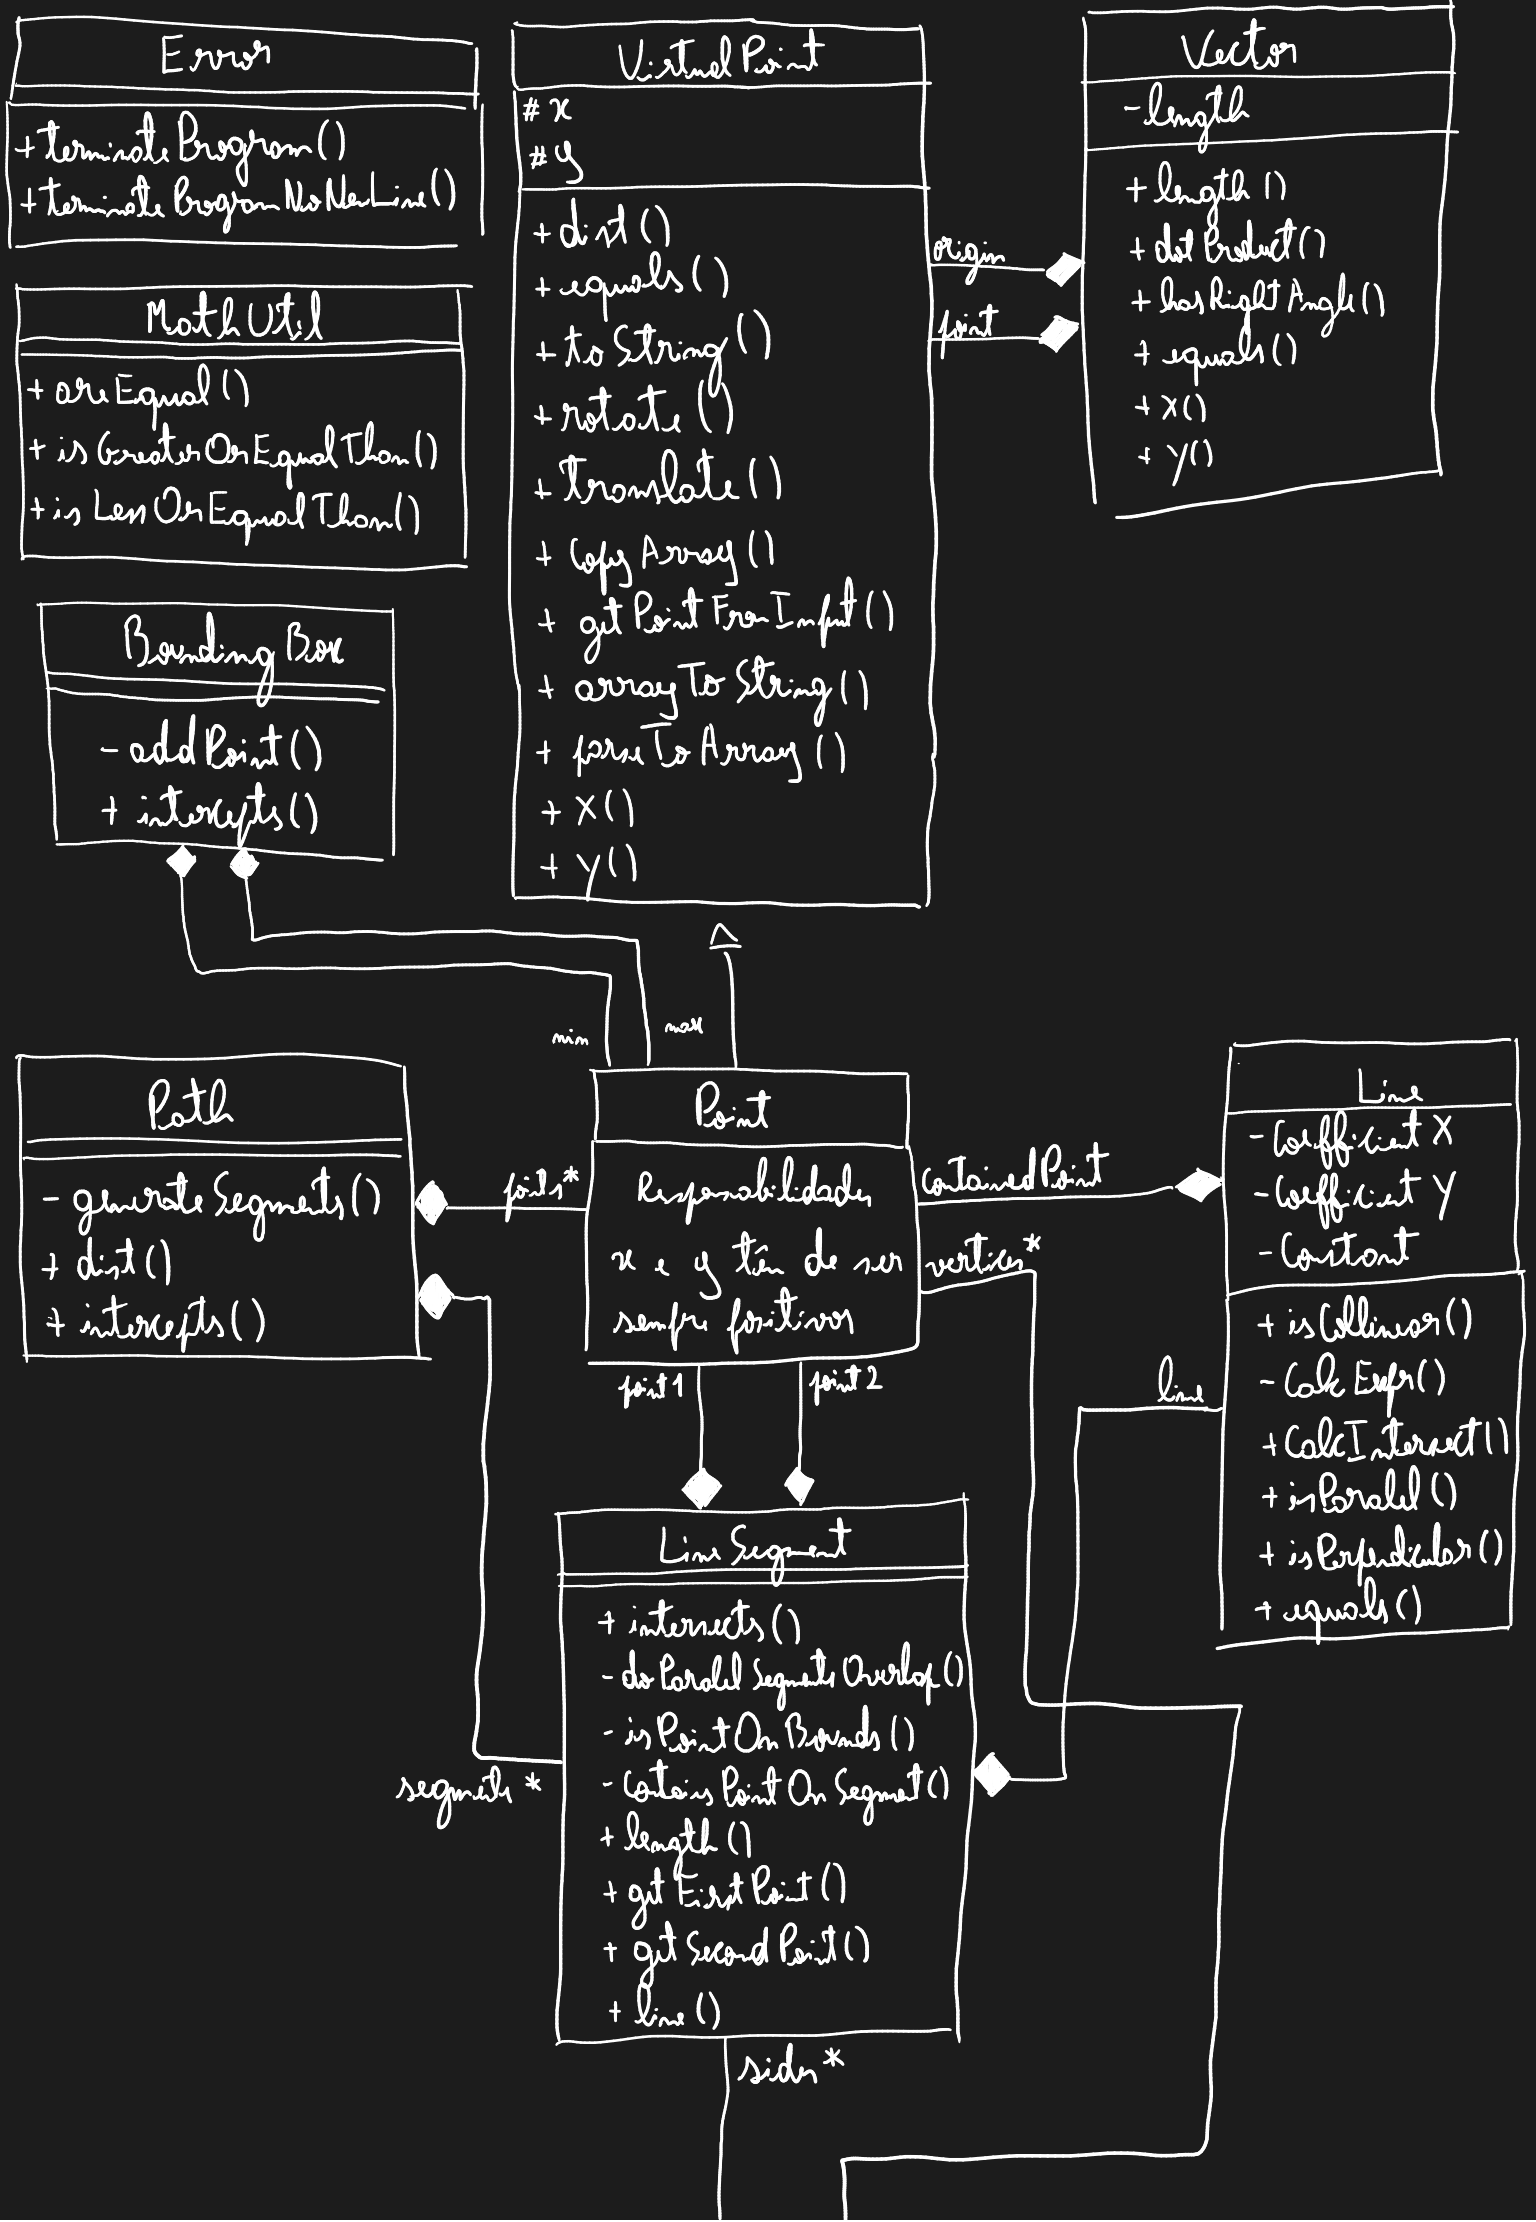 Error
+ terminateProgram()
+ terminateProgramNoNewLine()
MathUtil
+ areEqual()
+ isGreaterOrEqualThan()
+ isLessOrEqualThan()
BoundingBox
- addPoint()
+ intercepts()
VirtualPoint
# x
# y
+ dist()
+ equals()
+ toString()
+ rotate()
+ translate()
+ copyArray()
+ getPointFromInput()
+ arrayToString()
+ parseToArray()
+ X()
+ Y()
origin
point
Vector
- length
+ length()
+ dotProduct()
+ hasRightAngle()
+ equals()
+ X()
+ Y()
min
max
Path
- generateSegments()
+ dist()
+ intercepts()
points*
Point
Responsabilidades
x e y têm de ser
sempre positivos
containedPoint
vertices*
point1
point2
Line
- CoefficientX
- Coefficient Y
- Constant
+ isCollinear()
- CalcExpr()
+ CalcIntersect()
+ isParalel()
+ isPerpendicular()
+ equals()
line
LineSegment
+ intersects()
- doParalelSegmentsOverlap()
- isPointOnBounds()
- ContainsPointOnSegment()
+ length()
+ getFirstPoint()
+ getSecondPoint()
+ line()
segments*
sides*